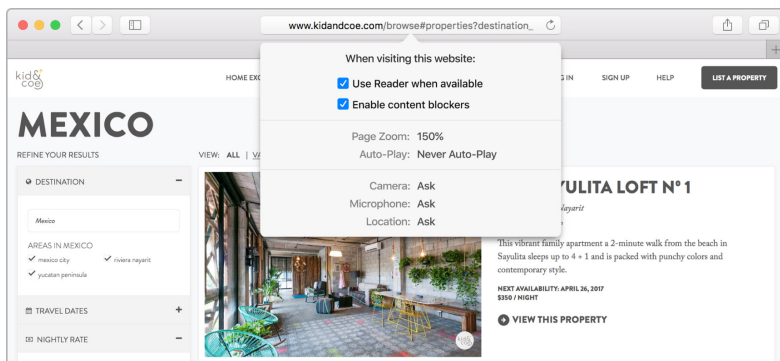 www.kidandcoe.com/browse#properties?destination_
When visiting this website:
Use Reader when available
Enable content blockers
Page Zoom: 150%
Auto-Play: Never Auto-Play
Camera: Ask
Microphone: Ask
Location: Ask
kid&
coe
HOME EXC
IN
SIGN UP
HELP
LIST A PROPERTY
MEXICO
REFINE YOUR RESULTS
VIEW: ALL |
DESTINATION
Mexico
AREAS IN MEXICO
mexico city
riviera nayarit
yucatan peninsula
TRAVEL DATES
NIGHTLY RATE
ULITA LOFT Nº 1
Nayarit
This vibrant family apartment a 2-minute walk from the beach in
Sayulita sleeps up to 4 + 1 and is packed with punchy colors and
contemporary style.
NEXT AVAILABILITY: APRIL 26, 2017
$350 / NIGHT
VIEW THIS PROPERTY